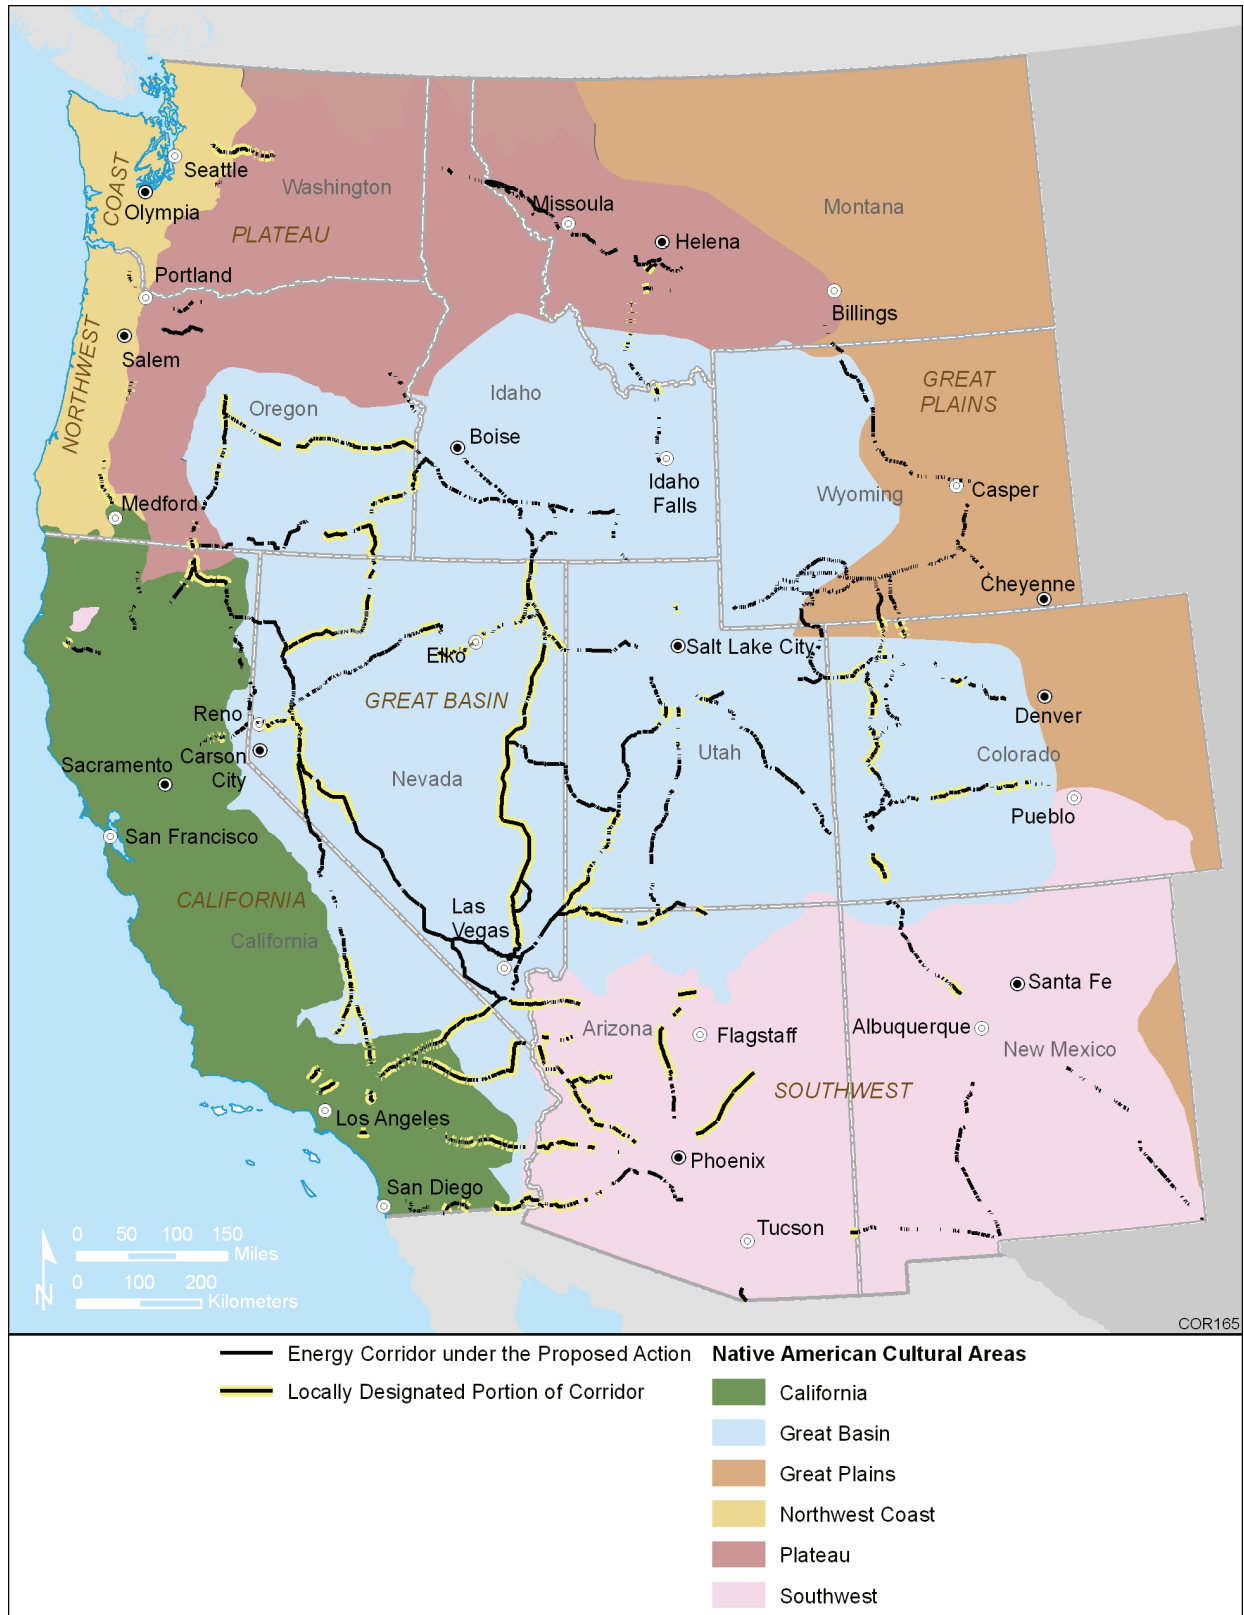 Seattle
Washington
COAST
Olympia
PLATEAU
Missoula
Helena
Montana
Portland
Billings
NORTHWEST
Salem
Oregon
Idaho
GREAT
PLAINS
Boise
Idaho
Falls
Wyoming
Casper
Medford
Cheyenne
Elko
Salt Lake City
GREAT BASIN
Reno
Denver
Carson
City
Sacramento
Nevada
Utah
Colorado
Pueblo
San Francisco
CALIFORNIA
California
Las
Vegas
Santa Fe
Arizona
Flagstaff
Albuquerque
New Mexico
SOUTHWEST
Los Angeles
Phoenix
San Diego
Tucson
0 50 100 150
Miles
0 100 200
Kilometers
N
COR165
Energy Corridor under the Proposed Action
Locally Designated Portion of Corridor
Native American Cultural Areas
California
Great Basin
Great Plains
Northwest Coast
Plateau
Southwest